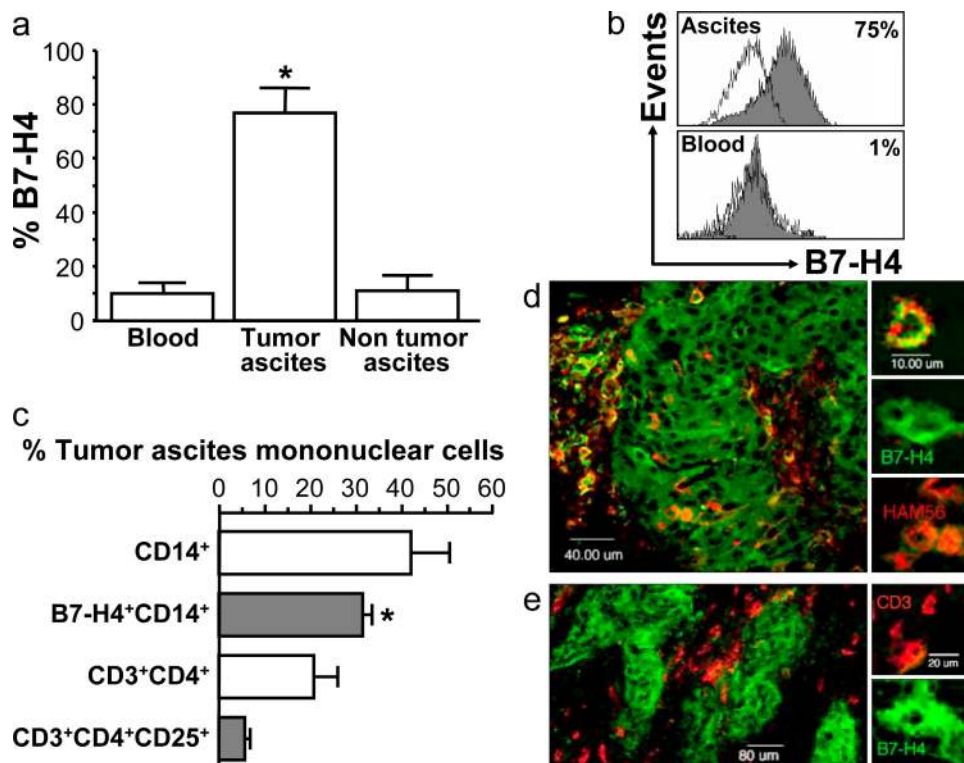 a
100
80
60
40
20
0
% B7-H4
*
Blood
Tumor
ascites
Non tumor
ascites
b
Events
Ascites
75%
Blood
1%
B7-H4
c
% Tumor ascites mononuclear cells
0 10 20 30 40 50 60
CD14⁺
B7-H4⁺CD14⁺
*
CD3⁺CD4⁺
CD3⁺CD4⁺CD25⁺
d
40.00 um
10.00 um
B7-H4
HAM56
e
80 um
CD3
20 um
B7-H4